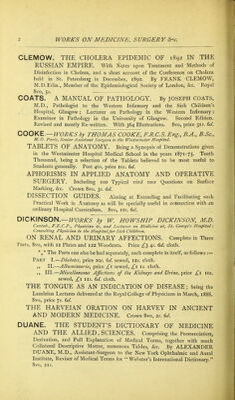 2 WORKS ON MEDICINE, SURGERY &c.
CLEMOW. THE CHOLERA EPIDEMIC OF 1892 IN THE
RUSSIAN EMPIRE. With Notes upon Treatment and Methods of
Disinfection in Cholera, and a short account of the Conference on Cholera
held in St. Petersburg in December, 1892. By FRANK CLEMOW,
M.D.Edin., Member of the Epidemiological Society of London, &c. Royal
8vo, 5s.
COATS. A MANUAL OF PATHOLOGY. By JOSEPH COATS,
M.D., Pathologist to the Western Infirmary and the Sick Children's
Hospital, Glasgow; Lecturer on Pathology in the Western Infirmary;
Examiner in Pathology in the University of Glasgow. Second Edition.
Revised and mostly Re-written. With 364 Illustrations. 8vo, price 31s. 6d.
COOKE.—WORKS by THOMAS COOKE, F.R.C.S. Eng., B.A., B.Sc.,
M.D. Paris, Senior Assistant Surgeon to the Westminster Hospital.
TABLETS OF ANATOMY. Being a Synopsis of Demonstrations given
in the Westminster Hospital Medical School in the years 1871-75. Tenth
Thousand, being a selection of the Tablets believed to be most useful to
Students generally. Post 4to, price 10s. 6d.
APHORISMS IN APPLIED ANATOMY AND OPERATIVE
SURGERY. Including 100 Typical vivâ voce Questions on Surface
Marking, &c. Crown 8vo, 3s. 6d.
DISSECTION GUIDES. Aiming at Extending and Facilitating such
Practical Work in Anatomy as will be specially useful in connection with an
ordinary Hospital Curriculum. 8vo, 10s. 6d.
DICKINSON.—WORKS by W. HOWSHIP DICKINSON, M.D.
Cantab., F.R.C.P., Physician to, and Lecturer on Medicine at, St. George's Hospital;
Consulting Physician to the Hospital for Sick Children.
ON RENAL AND URINARY AFFECTIONS. Complete in Three
Parts, 8vo, with 12 Plates and 122 Woodcuts. Price £3 4s. 6d. cloth.
*** The Parts can also be had separately, each complete in itself, as follows:—
PART I.—Diabetes, price 10s. 6d. sewed, 12s. cloth.
„ II.—Albuminuria, price £1 sewed, £1 1s. cloth.
„ III.—Miscellaneous Affections of the Kidneys and Urine, price £1 10s.
sewed, £1 11s. 6d. cloth.
THE TONGUE AS AN INDICATION OF DISEASE; being the
Lumleian Lectures delivered at the Royal College of Physicians in March, 1888.
8vo, price 7s. 6d.
THE HARVEIAN ORATION ON HARVEY IN ANCIENT
AND MODERN MEDICINE. Crown 8vo, 2s. 6d.
DUANE. THE STUDENT'S DICTIONARY OF MEDICINE
AND THE ALLIED SCIENCES. Comprising the Pronunciation,
Derivation, and Full Explanation of Medical Terms, together with much
Collateral Descriptive Matter, numerous Tables, &c. By ALEXANDER
DUANE, M.D., Assistant-Surgeon to the New York Ophthalmic and Aural
Institute, Reviser of Medical Terms for "Webster's International Dictionary."
8vo, 21s.